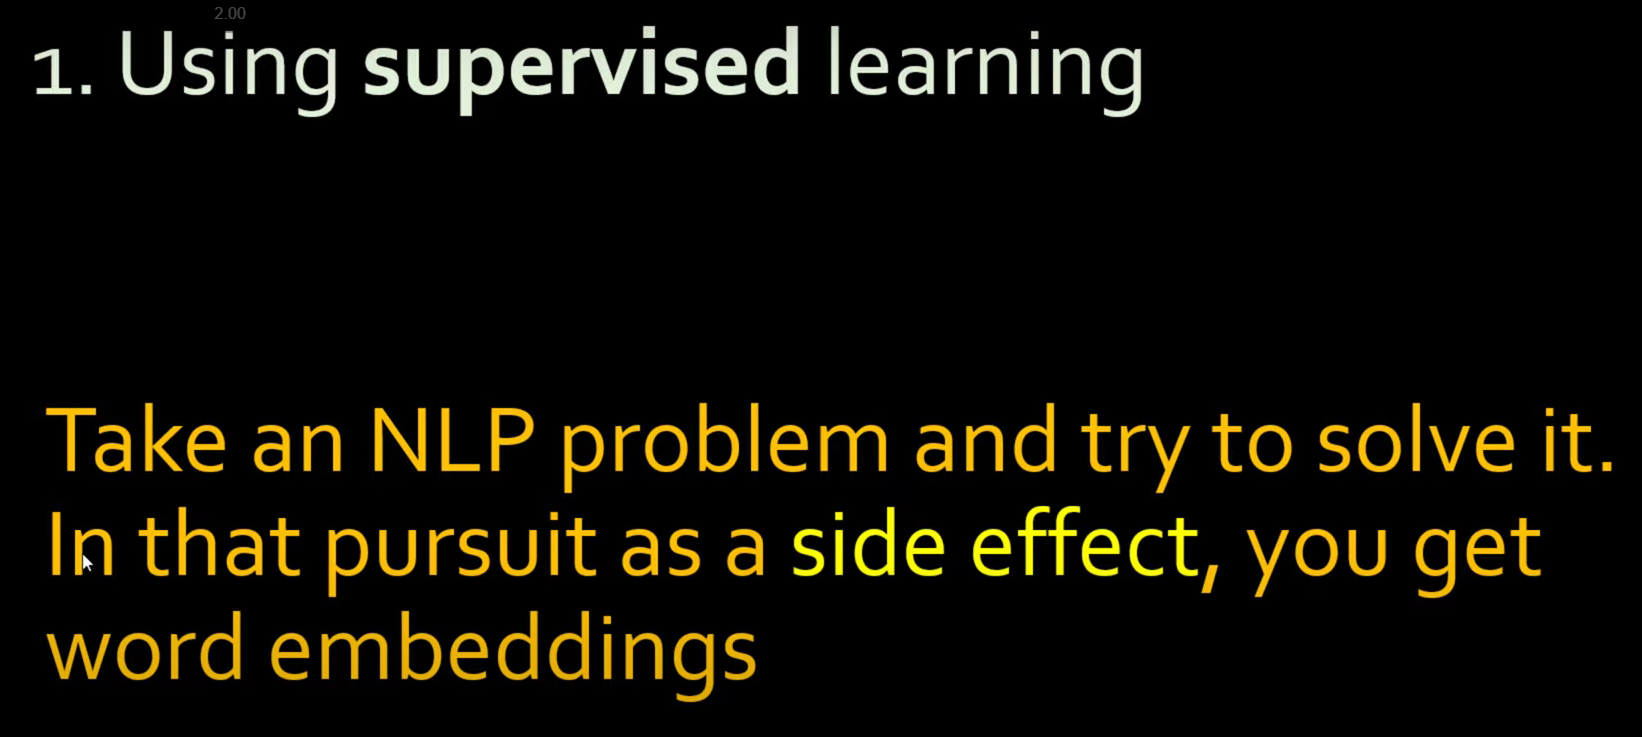 2.00
1. Using supervised learning
Take an NLP problem and try to solve it.
In that pursuit as a side effect, you get
word embeddings